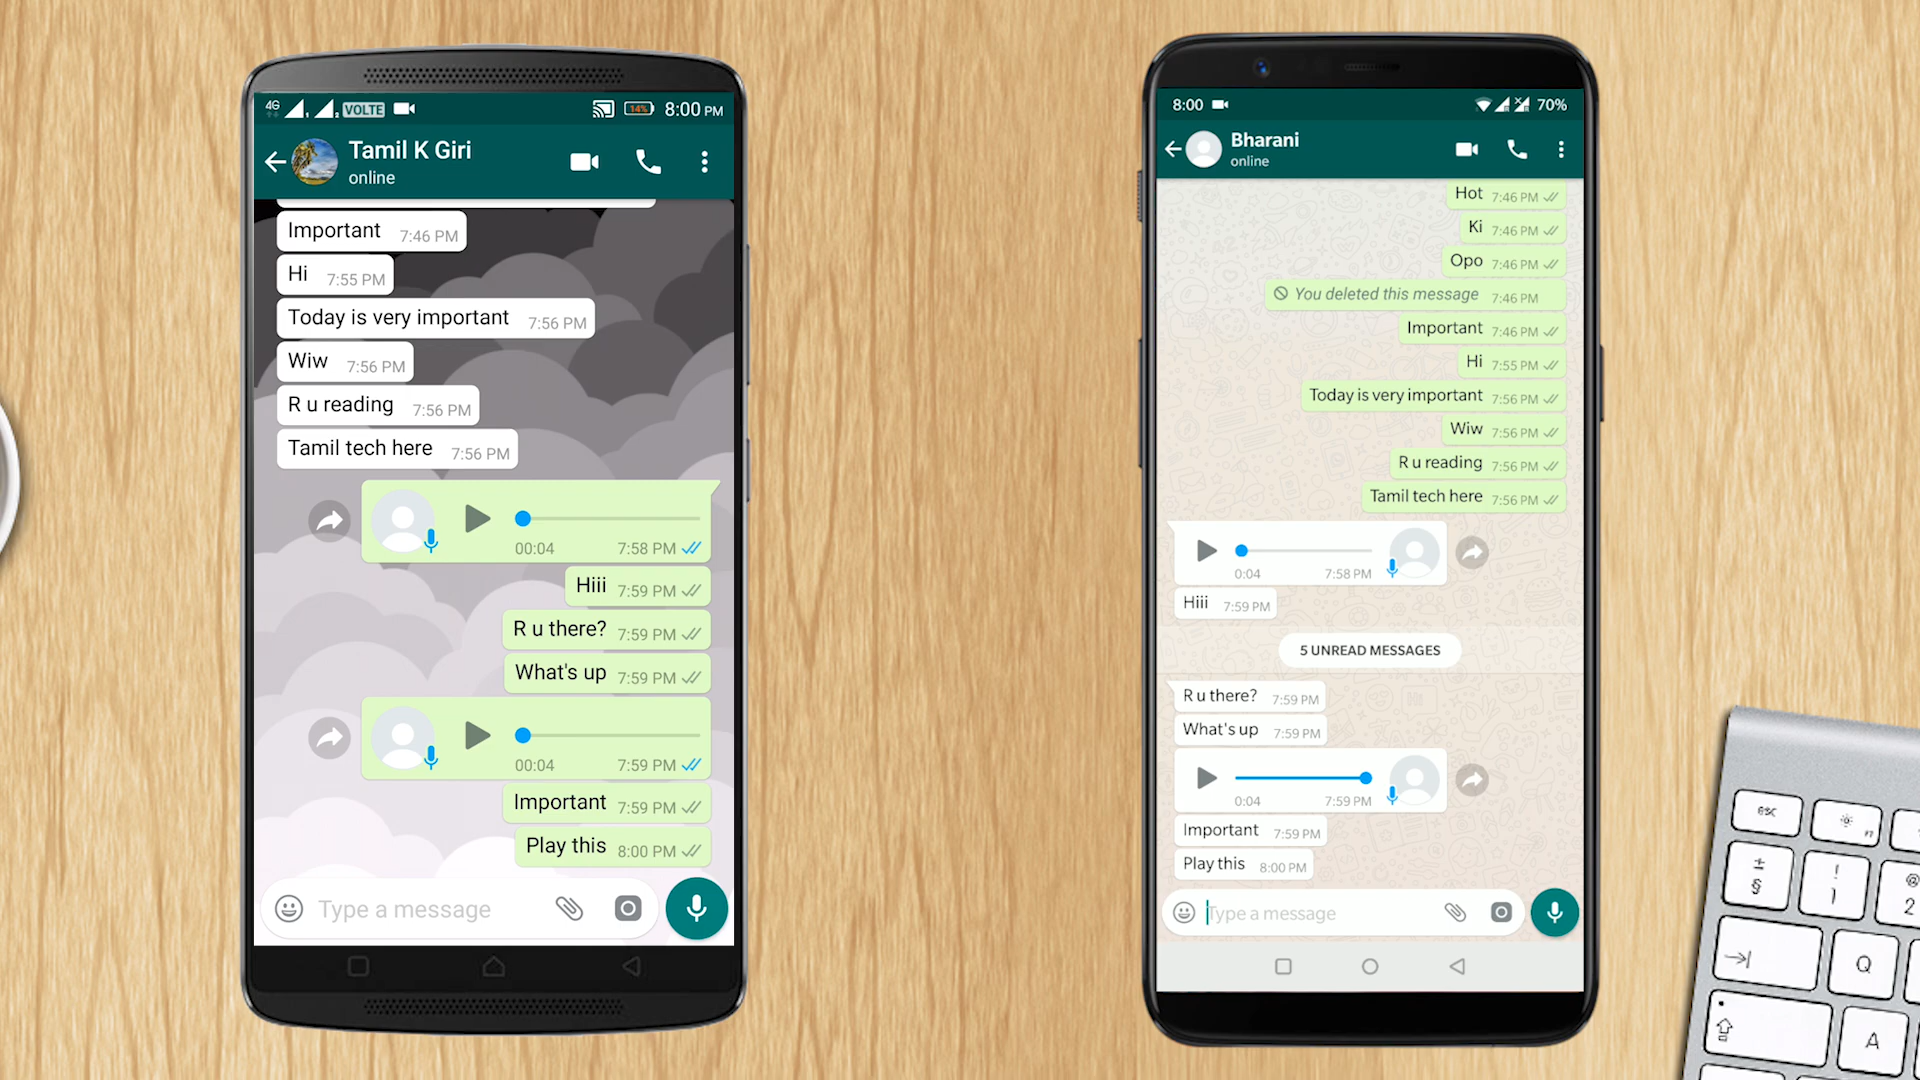 4G 1 2 VOLTE 14% 8:00 PM
Tamil K Giri
online
Important 7:46 PM
Hi 7:55 PM
Today is very important 7:56 PM
Wiw 7:56 PM
R u reading 7:56 PM
Tamil tech here 7:56 PM
00:04 7:58 PM
Hiii 7:59 PM
R u there? 7:59 PM
What's up 7:59 PM
00:04 7:59 PM
Important 7:59 PM
Play this 8:00 PM
Type a message
8:00 70%
Bharani
online
Hot 7:46 PM
Ki 7:46 PM
Opo 7:46 PM
You deleted this message 7:46 PM
Important 7:46 PM
Hi 7:55 PM
Today is very important 7:56 PM
Wiw 7:56 PM
R u reading 7:56 PM
Tamil tech here 7:56 PM
0:04 7:58 PM
Hiii 7:59 PM
5 UNREAD MESSAGES
R u there? 7:59 PM
What's up 7:59 PM
0:04 7:59 PM
Important 7:59 PM
Play this 8:00 PM
Type a message
esc
± ! @
§ 1 2
Q
A